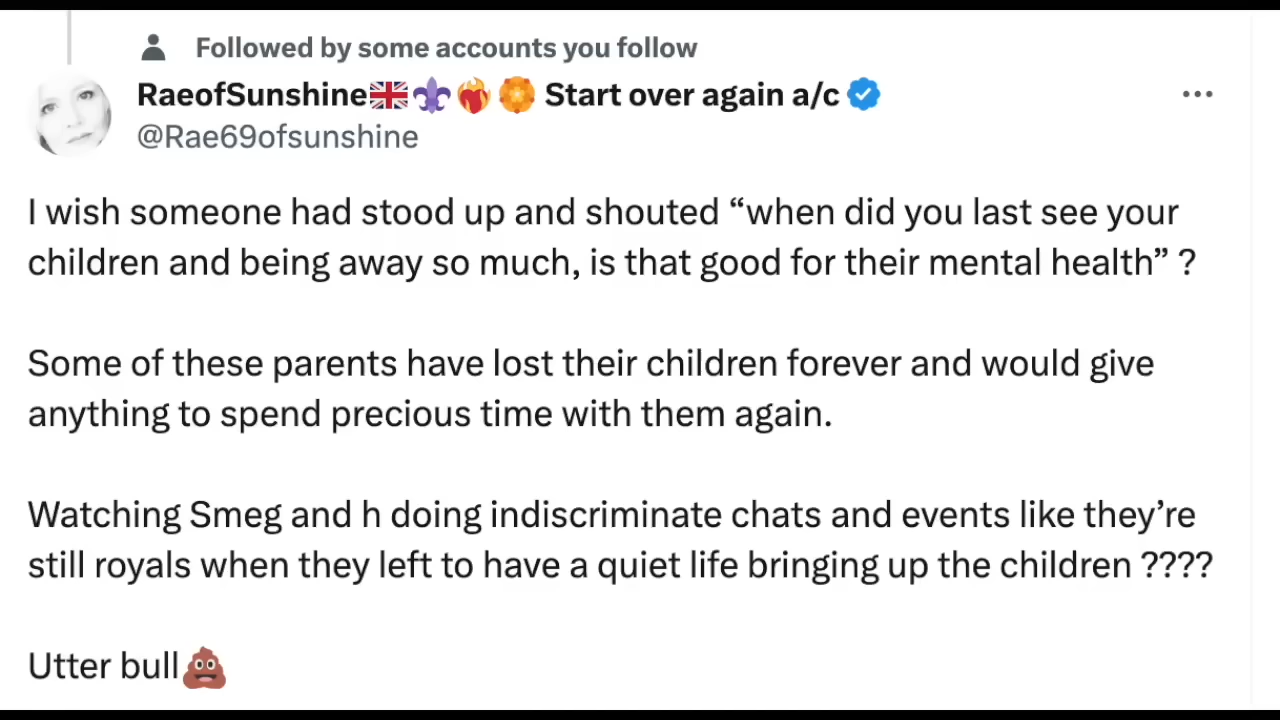 Followed by some accounts you follow
RaeofSunshine🇬🇧⚜️❤️‍🔥🏵️ Start over again a/c
@Rae69ofsunshine
I wish someone had stood up and shouted “when did you last see your
children and being away so much, is that good for their mental health” ?
Some of these parents have lost their children forever and would give
anything to spend precious time with them again.
Watching Smeg and h doing indiscriminate chats and events like they’re
still royals when they left to have a quiet life bringing up the children ????
Utter bull💩